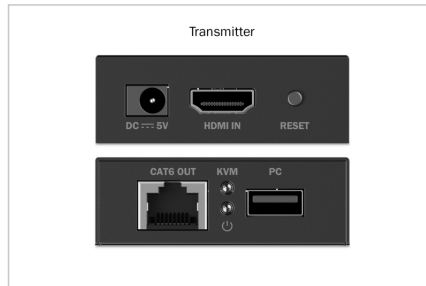 Transmitter
DC ⎓ 5V HDMI IN RESET
CAT6 OUT KVM PC